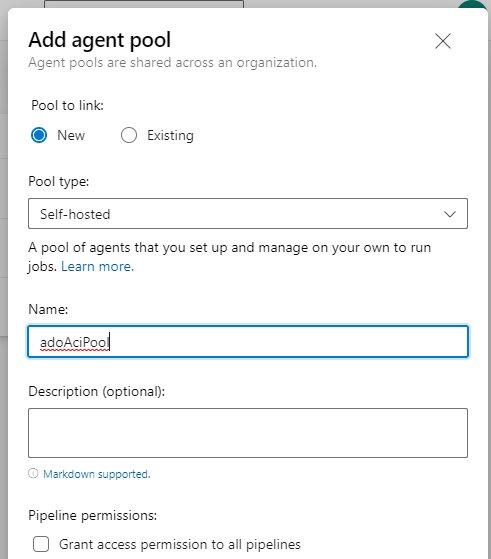 Add agent pool
Agent pools are shared across an organization.
Pool to link:
New
Existing
Pool type:
Self-hosted
A pool of agents that you set up and manage on your own to run
jobs. Learn more.
Name:
adoAciPool
Description (optional):
Markdown supported.
Pipeline permissions:
Grant access permission to all pipelines